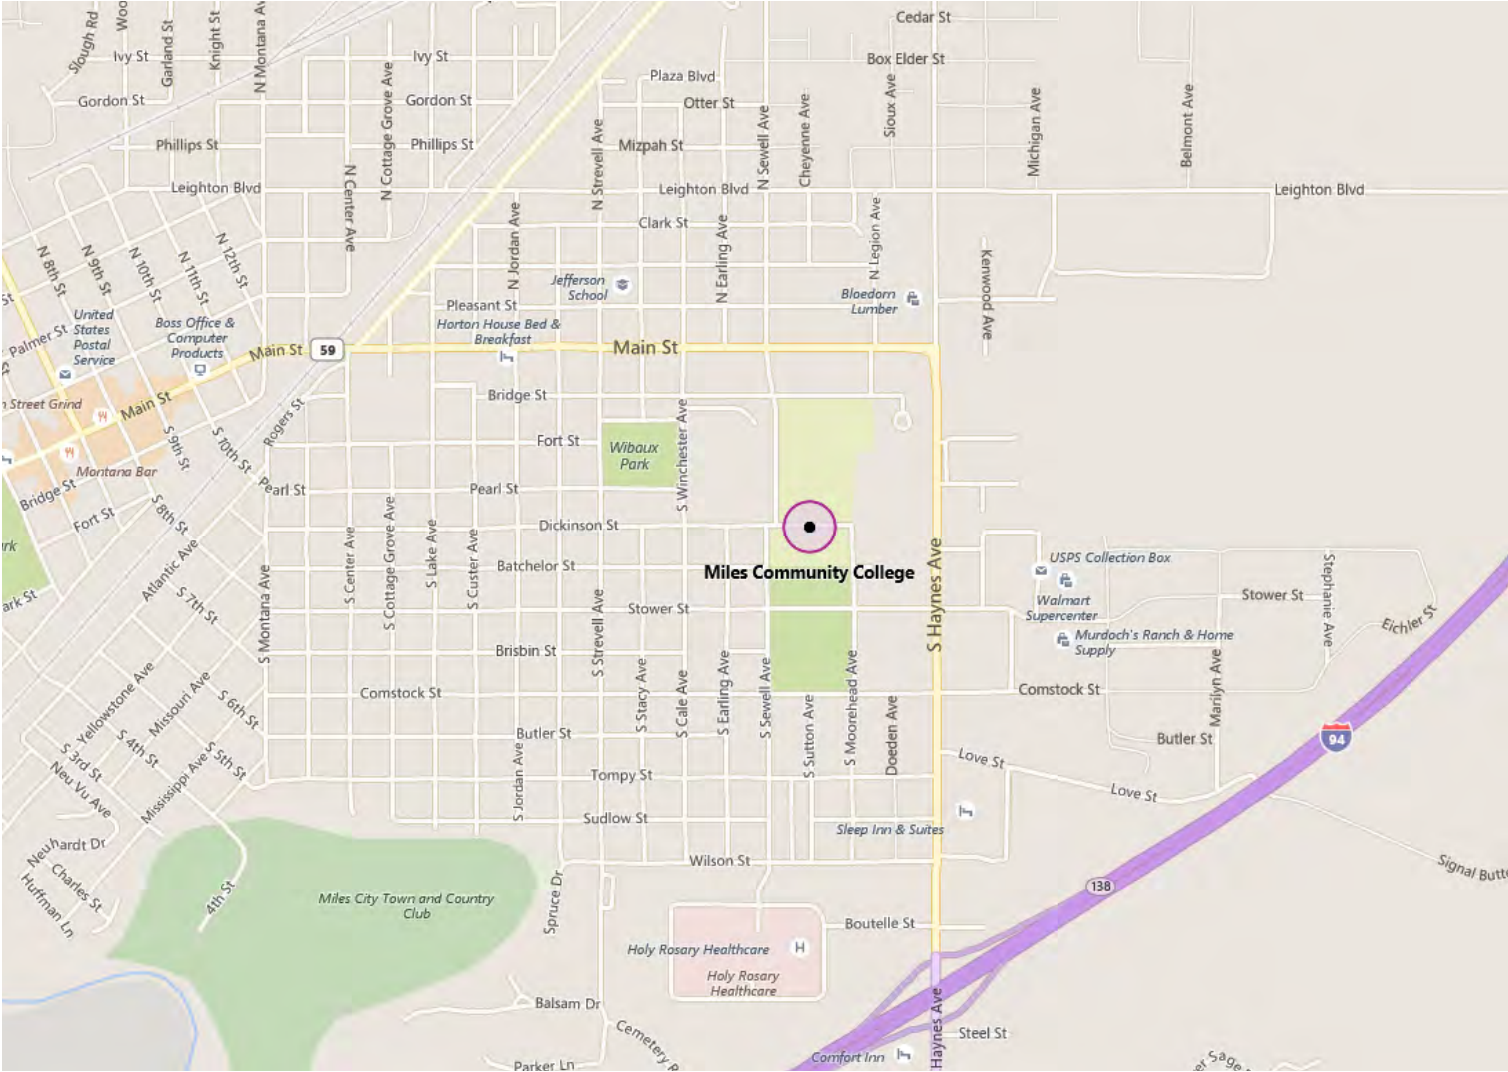 Slough Rd
Garland St
Knight St
N Montana Av
Cedar St
Ivy St
Ivy St
Box Elder St
Plaza Blvd
Gordon St
Gordon St
Otter St
Phillips St
Phillips St
Mizpah St
N Cottage Grove Ave
N Strevell Ave
N Sewell Ave
Cheyenne Ave
Sioux Ave
Michigan Ave
Belmont Ave
Leighton Blvd
Leighton Blvd
Leighton Blvd
N Center Ave
N Jordan Ave
Clark St
N Earling Ave
N Legion Ave
Kenwood Ave
N 8th St
N 9th St
N 10th St
N 11th St
N 12th St
Jefferson
School
Bloedorn
Lumber
Pleasant St
St
Palmer St
United
States
Postal
Service
Boss Office &
Computer
Products
Horton House Bed &
Breakfast
Main St
59
Main St
St
n Street Grind
Main St
Bridge St
Rogers St
S 9th St
S 10th St
Fort St
Wibaux
Park
S Winchester Ave
Montana Bar
Bridge St
Pearl St
Pearl St
Fort St
S 8th St
Dickinson St
rk
ark St
Atlantic Ave
S 7th St
S Montana Ave
S Center Ave
S Cottage Grove Ave
S Lake Ave
S Custer Ave
Batchelor St
Miles Community College
S Haynes Ave
USPS Collection Box
Walmart
Supercenter
Murdoch's Ranch & Home
Supply
Stower St
Stower St
Stephanie Ave
Eichler St
S Strevell Ave
Brisbin St
Comstock St
Comstock St
S Stacy Ave
S Cale Ave
S Earling Ave
S Sewell Ave
S Sutton Ave
S Moorehead Ave
Doeden Ave
Marilyn Ave
Yellowstone Ave
Missouri Ave
S 6th St
S 3rd St
S 4th St
S 5th St
Neu Vu Ave
Mississippi Ave
Butler St
Butler St
94
S Jordan Ave
Tompy St
Love St
Love St
Sudlow St
Sleep Inn & Suites
Neuhardt Dr
Charles St
Huffman Ln
4th St
Wilson St
Signal Butte
138
Miles City Town and Country
Club
Spruce Dr
Boutelle St
Holy Rosary Healthcare
H
Holy Rosary
Healthcare
Balsam Dr
Cemetery R
Parker Ln
Haynes Ave
Steel St
Comfort Inn